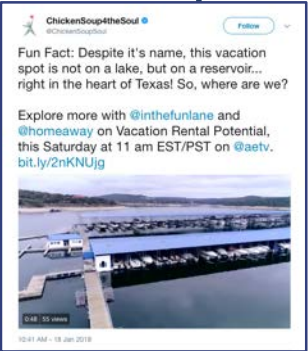 ChickenSoup4theSoul
@ChickenSoupSoul
Follow
Fun Fact: Despite it's name, this vacation
spot is not on a lake, but on a reservoir...
right in the heart of Texas! So, where are we?
Explore more with @inthefunlane and
@homeaway on Vacation Rental Potential,
this Saturday at 11 am EST/PST on @aetv.
bit.ly/2nKNUjg
0:48 55 views
10:41 AM - 19 Jan 2018